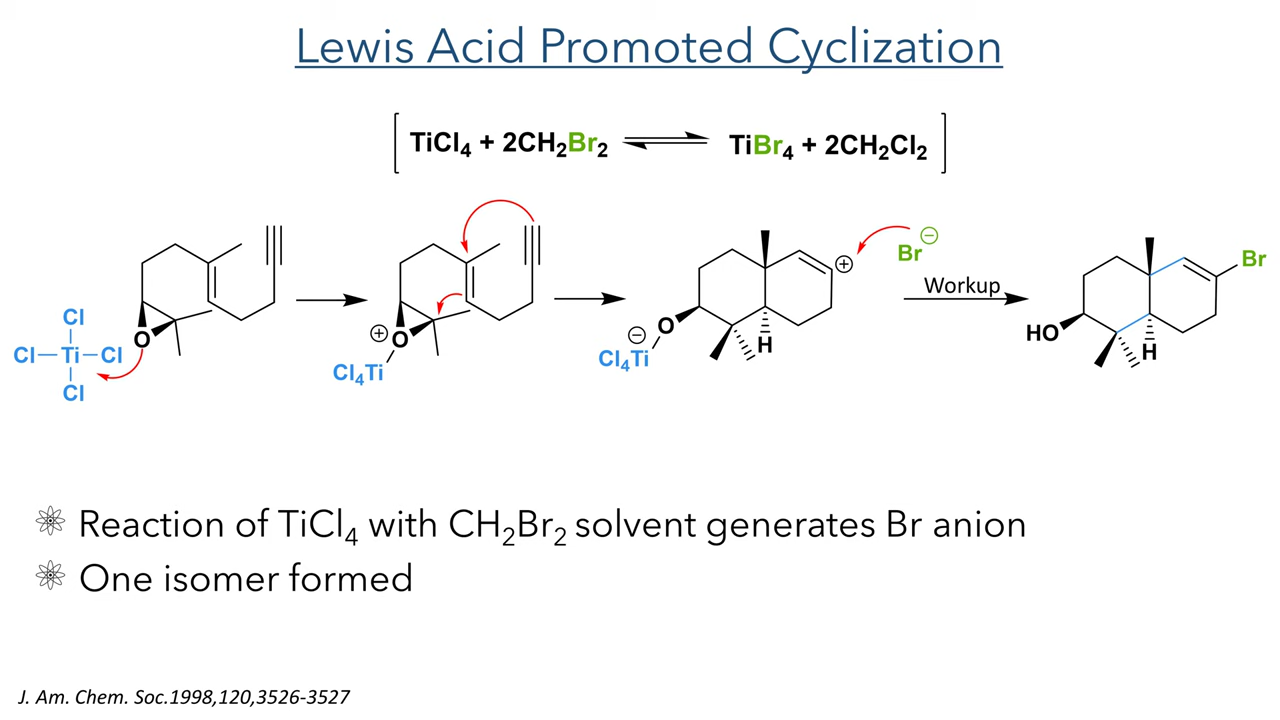 Lewis Acid Promoted Cyclization
[TiCl₄ + 2CH₂Br₂ ⇌ TiBr₄ + 2CH₂Cl₂]
Cl
Cl Ti Cl
Cl
O
⊕
O
Cl₄Ti
⊖
O
Cl₄Ti
H
⊕
Br ⊖
Workup
HO
H
Br
Reaction of TiCl₄ with CH₂Br₂ solvent generates Br anion
One isomer formed
J. Am. Chem. Soc.1998,120,3526-3527